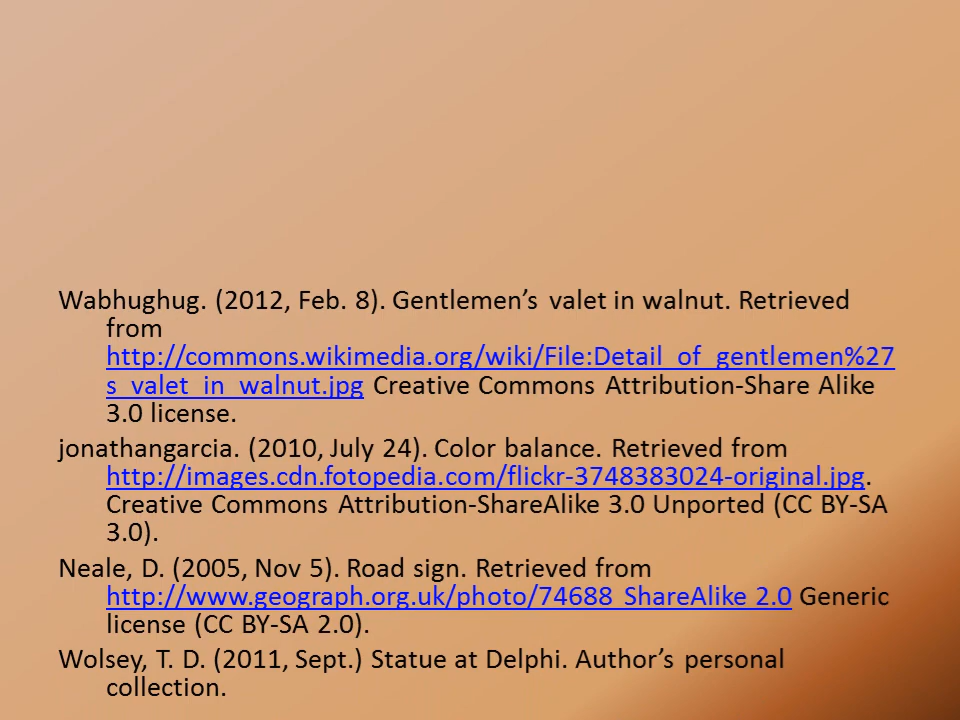 Wabhughug. (2012, Feb. 8). Gentlemen’s valet in walnut. Retrieved
from
http://commons.wikimedia.org/wiki/File:Detail_of_gentlemen%27
s_valet_in_walnut.jpg Creative Commons Attribution-Share Alike
3.0 license.
jonathangarcia. (2010, July 24). Color balance. Retrieved from
http://images.cdn.fotopedia.com/flickr-3748383024-original.jpg.
Creative Commons Attribution-ShareAlike 3.0 Unported (CC BY-SA
3.0).
Neale, D. (2005, Nov 5). Road sign. Retrieved from
http://www.geograph.org.uk/photo/74688 ShareAlike 2.0 Generic
license (CC BY-SA 2.0).
Wolsey, T. D. (2011, Sept.) Statue at Delphi. Author’s personal
collection.